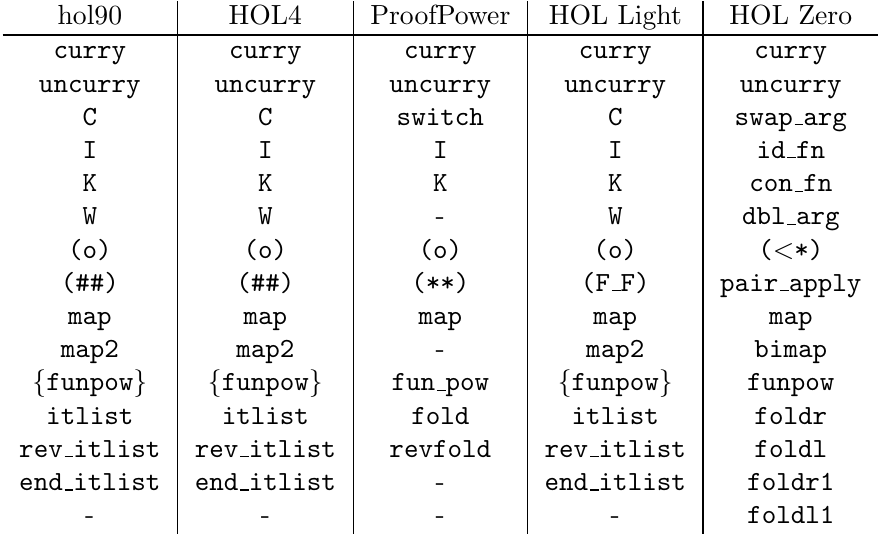 hol90 HOL4 ProofPower HOL Light HOL Zero
curry curry curry curry curry
uncurry uncurry uncurry uncurry uncurry
C C switch C swap_arg
I I I I id_fn
K K K K con_fn
W W - W dbl_arg
(o) (o) (o) (o) (<*)
(##) (##) (**) (F_F) pair_apply
map map map map map
map2 map2 - map2 bimap
{funpow} {funpow} fun_pow {funpow} funpow
itlist itlist fold itlist foldr
rev_itlist rev_itlist revfold rev_itlist foldl
end_itlist end_itlist - end_itlist foldr1
- - - - foldl1